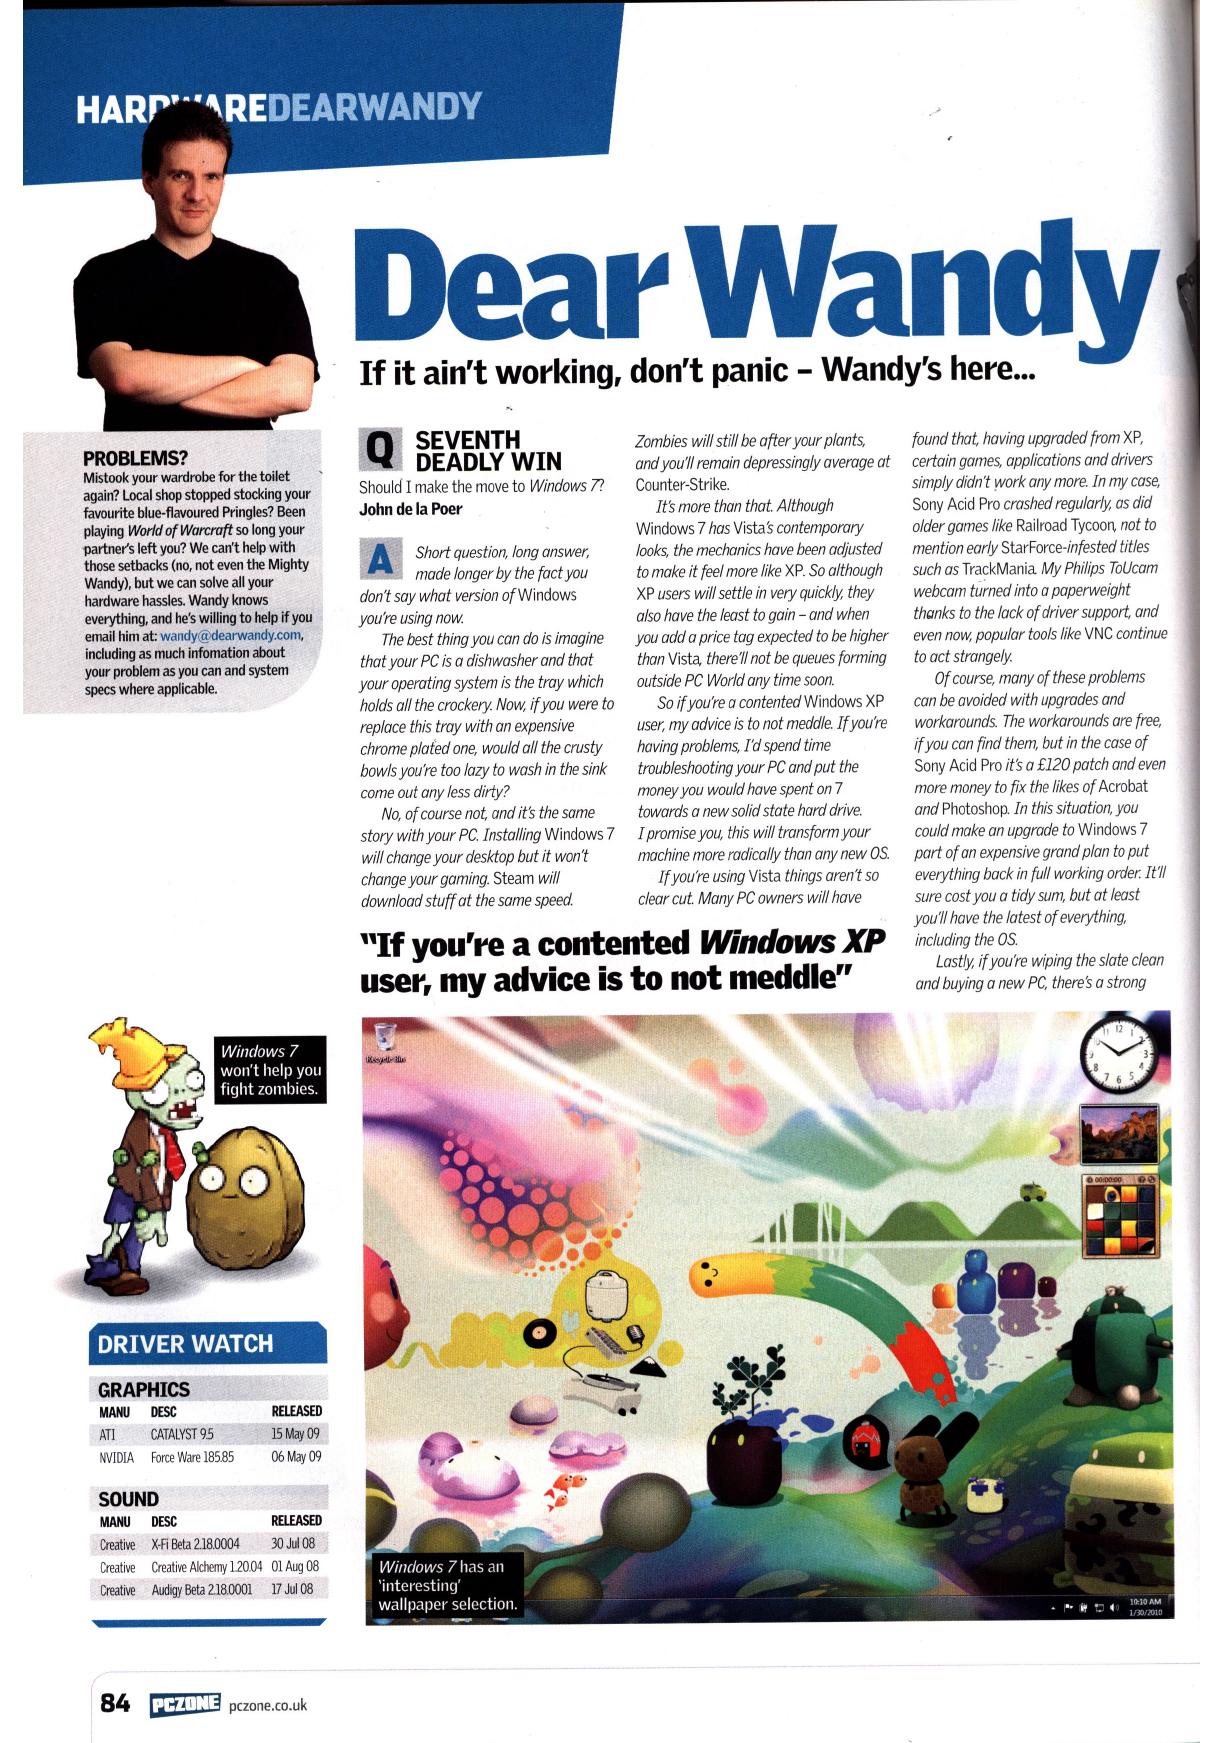 HARDWAREDEARWANDY
Dear Wandy
If it ain't working, don't panic – Wandy's here...
PROBLEMS?
Mistook your wardrobe for the toilet
again? Local shop stopped stocking your
favourite blue-flavoured Pringles? Been
playing World of Warcraft so long your
partner's left you? We can't help with
those setbacks (no, not even the Mighty
Wandy), but we can solve all your
hardware hassles. Wandy knows
everything, and he's willing to help if you
email him at: wandy@dearwandy.com,
including as much infomation about
your problem as you can and system
specs where applicable.
Q SEVENTH
DEADLY WIN
Should I make the move to Windows 7?
John de la Poer
A Short question, long answer,
made longer by the fact you
don't say what version of Windows
you're using now.
The best thing you can do is imagine
that your PC is a dishwasher and that
your operating system is the tray which
holds all the crockery. Now, if you were to
replace this tray with an expensive
chrome plated one, would all the crusty
bowls you're too lazy to wash in the sink
come out any less dirty?
No, of course not, and it's the same
story with your PC. Installing Windows 7
will change your desktop but it won't
change your gaming. Steam will
download stuff at the same speed.
Zombies will still be after your plants,
and you'll remain depressingly average at
Counter-Strike.
It's more than that. Although
Windows 7 has Vista's contemporary
looks, the mechanics have been adjusted
to make it feel more like XP. So although
XP users will settle in very quickly, they
also have the least to gain – and when
you add a price tag expected to be higher
than Vista, there'll not be queues forming
outside PC World any time soon.
So if you're a contented Windows XP
user, my advice is to not meddle. If you're
having problems, I'd spend time
troubleshooting your PC and put the
money you would have spent on 7
towards a new solid state hard drive.
I promise you, this will transform your
machine more radically than any new OS.
If you're using Vista things aren't so
clear cut. Many PC owners will have
found that, having upgraded from XP,
certain games, applications and drivers
simply didn't work any more. In my case,
Sony Acid Pro crashed regularly, as did
older games like Railroad Tycoon, not to
mention early StarForce-infested titles
such as TrackMania. My Philips ToUcam
webcam turned into a paperweight
thanks to the lack of driver support, and
even now, popular tools like VNC continue
to act strangely.
Of course, many of these problems
can be avoided with upgrades and
workarounds. The workarounds are free,
if you can find them, but in the case of
Sony Acid Pro it's a £120 patch and even
more money to fix the likes of Acrobat
and Photoshop. In this situation, you
could make an upgrade to Windows 7
part of an expensive grand plan to put
everything back in full working order. It'll
sure cost you a tidy sum, but at least
you'll have the latest of everything,
including the OS.
Lastly, if you're wiping the slate clean
and buying a new PC, there's a strong
"If you're a contented Windows XP
user, my advice is to not meddle"
Windows 7
won't help you
fight zombies.
DRIVER WATCH
GRAPHICS
MANU DESC RELEASED
ATI CATALYST 9.5 15 May 09
NVIDIA Force Ware 185.85 06 May 09
SOUND
MANU DESC RELEASED
Creative X-Fi Beta 2.18.0004 30 Jul 08
Creative Creative Alchemy 1.20.04 01 Aug 08
Creative Audigy Beta 2.18.0001 17 Jul 08
Recycle Bin
12 1 2 3 4 5 6 7 8 9 10 11
00:00:00
Windows 7 has an
'interesting'
wallpaper selection.
10:10 AM
1/30/2010
84 PCZONE pczone.co.uk